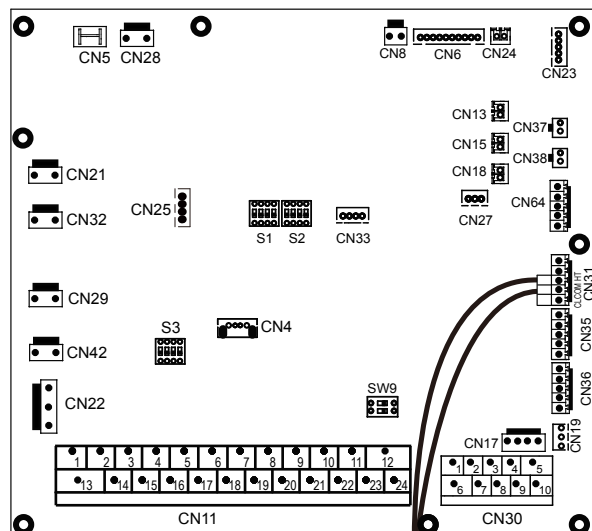 CN5
CN28
CN8
CN6
CN24
CN23
CN13
CN37
CN15
CN38
CN18
CN21
CN32
CN25
S1
S2
CN33
CN27
CN64
CN29
CL COM HT
CN31
CN4
S3
CN35
CN42
CN22
CN36
SW9
CN17
CN19
1 2 3 4 5 6 7 8 9 10 11 12
13 14 15 16 17 18 19 20 21 22 23 24
CN11
1 2 3 4 5
6 7 8 9 10
CN30